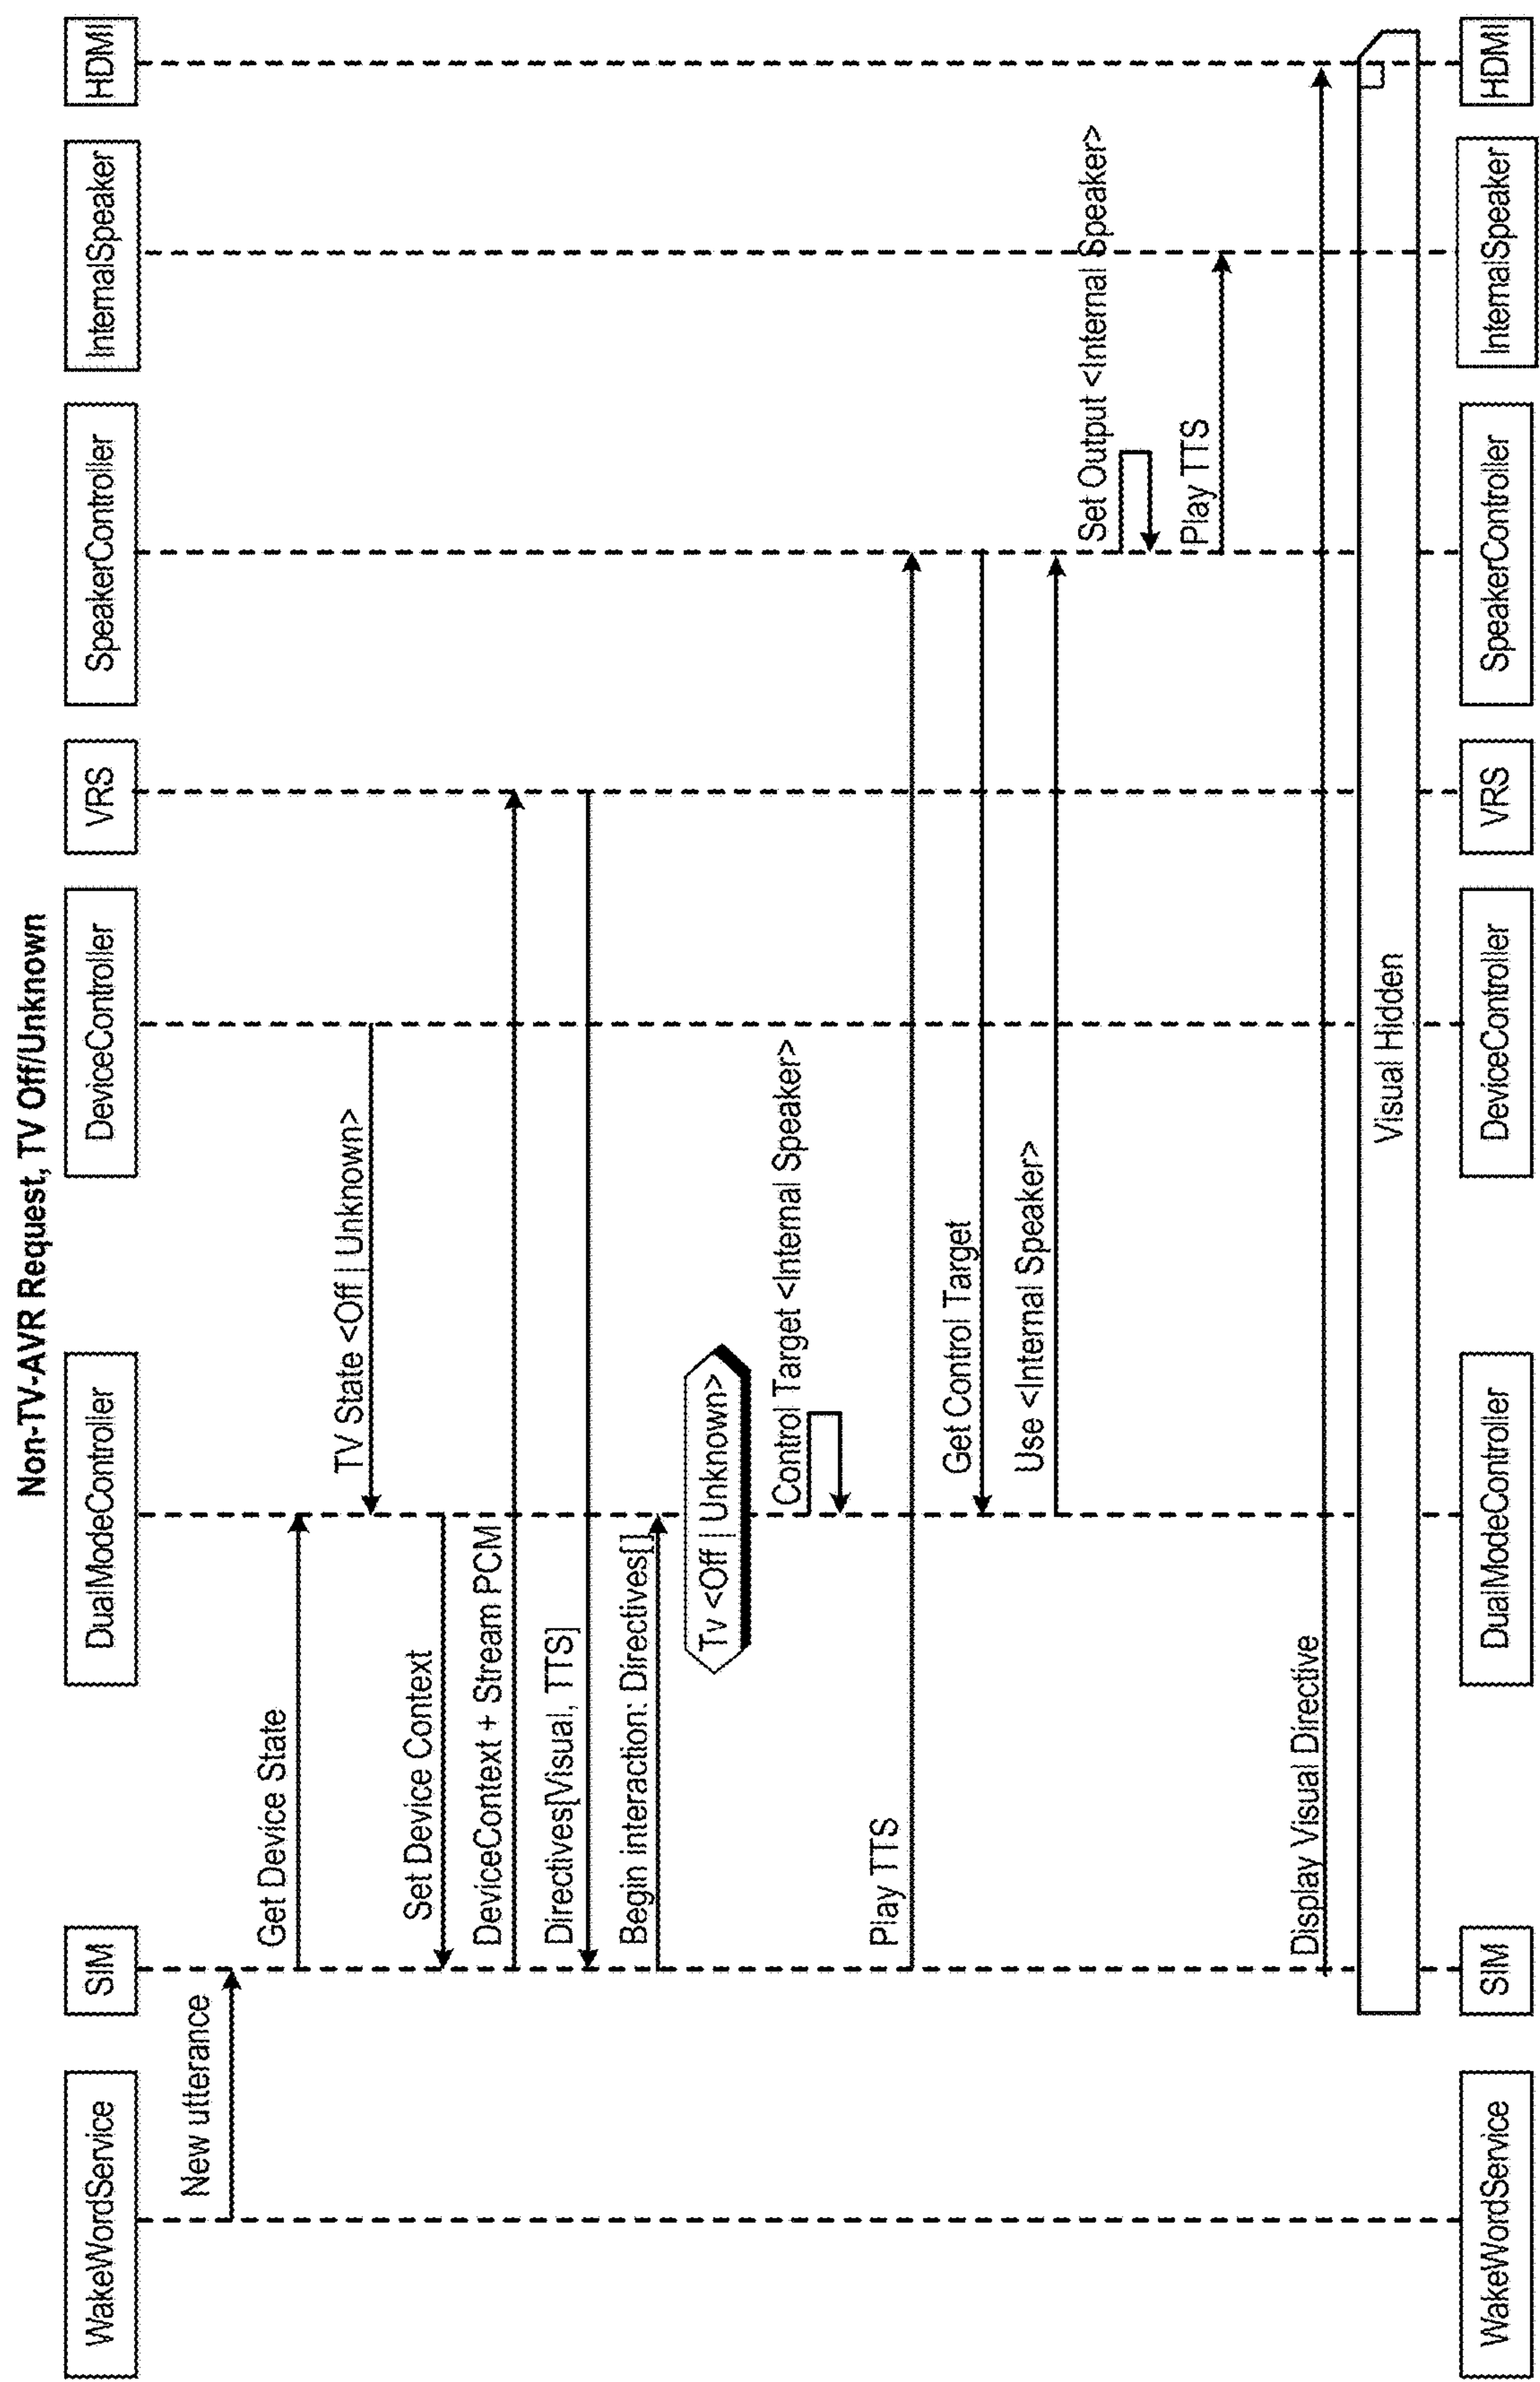 Non-TV-AVR Request, TV Off/Unknown
WakeWordService
SIM
DualModeController
DeviceController
VRS
SpeakerController
InternalSpeaker
HDMI
New utterance
Get Device State
TV State <Off | Unknown>
Set Device Context
DeviceContext + Stream PCM
Directives[Visual, TTS]
Begin interaction: Directives[]
Tv <Off | Unknown>
Control Target <Internal Speaker>
Play TTS
Get Control Target
Use <Internal Speaker>
Set Output <Internal Speaker>
Play TTS
Display Visual Directive
Visual Hidden
WakeWordService
SIM
DualModeController
DeviceController
VRS
SpeakerController
InternalSpeaker
HDMI